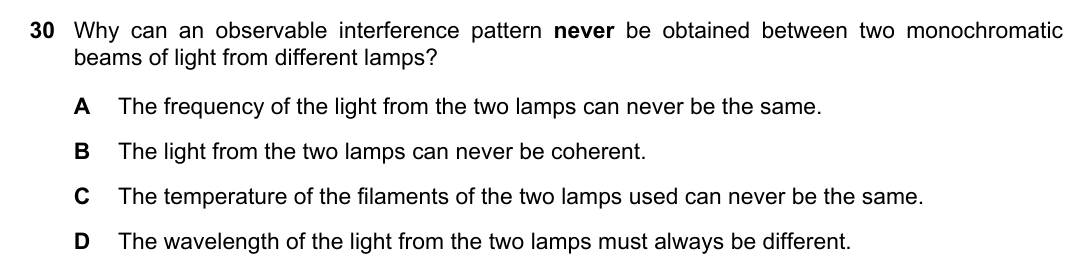 30 Why can an observable interference pattern never be obtained between two monochromatic
beams of light from different lamps?
A The frequency of the light from the two lamps can never be the same.
B The light from the two lamps can never be coherent.
C The temperature of the filaments of the two lamps used can never be the same.
D The wavelength of the light from the two lamps must always be different.